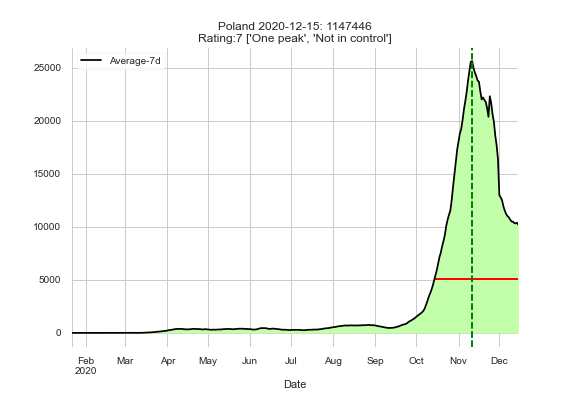 Poland 2020-12-15: 1147446
Rating:7 ['One peak', 'Not in control']
Average-7d
25000
20000
15000
10000
5000
0
Feb Mar Apr May Jun Jul Aug Sep Oct Nov Dec
2020
Date